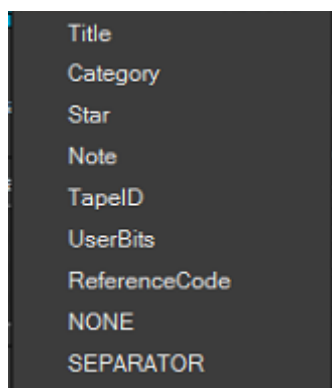 Title
Category
Star
Note
TapeID
UserBits
ReferenceCode
NONE
SEPARATOR